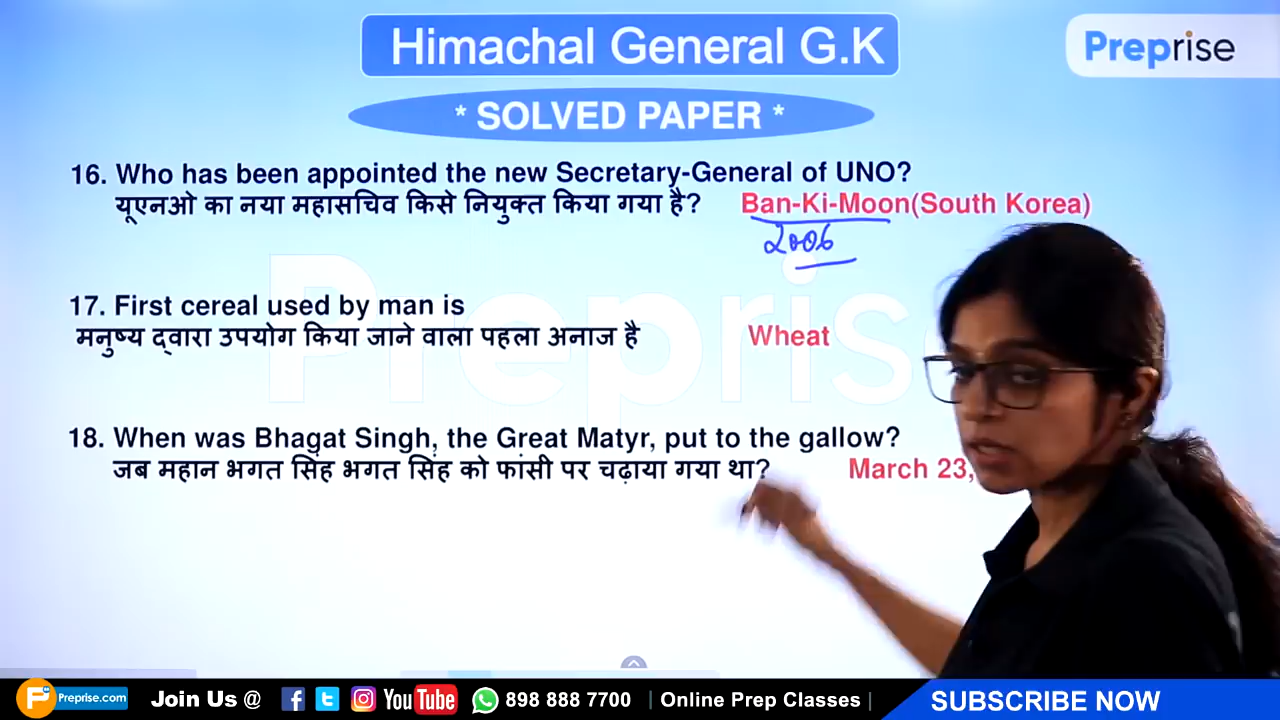 Himachal General G.K
Preprise
* SOLVED PAPER *
16. Who has been appointed the new Secretary-General of UNO?
यूएनओ का नया महासचिव किसे नियुक्त किया गया है? Ban-Ki-Moon(South Korea)
2006
17. First cereal used by man is
मनुष्य द्वारा उपयोग किया जाने वाला पहला अनाज है Wheat
Preprise
18. When was Bhagat Singh, the Great Matyr, put to the gallow?
जब महान भगत सिंह भगत सिंह को फांसी पर चढ़ाया गया था? March 23,
Preprise.com Join Us @ YouTube 898 888 7700 | Online Prep Classes | SUBSCRIBE NOW